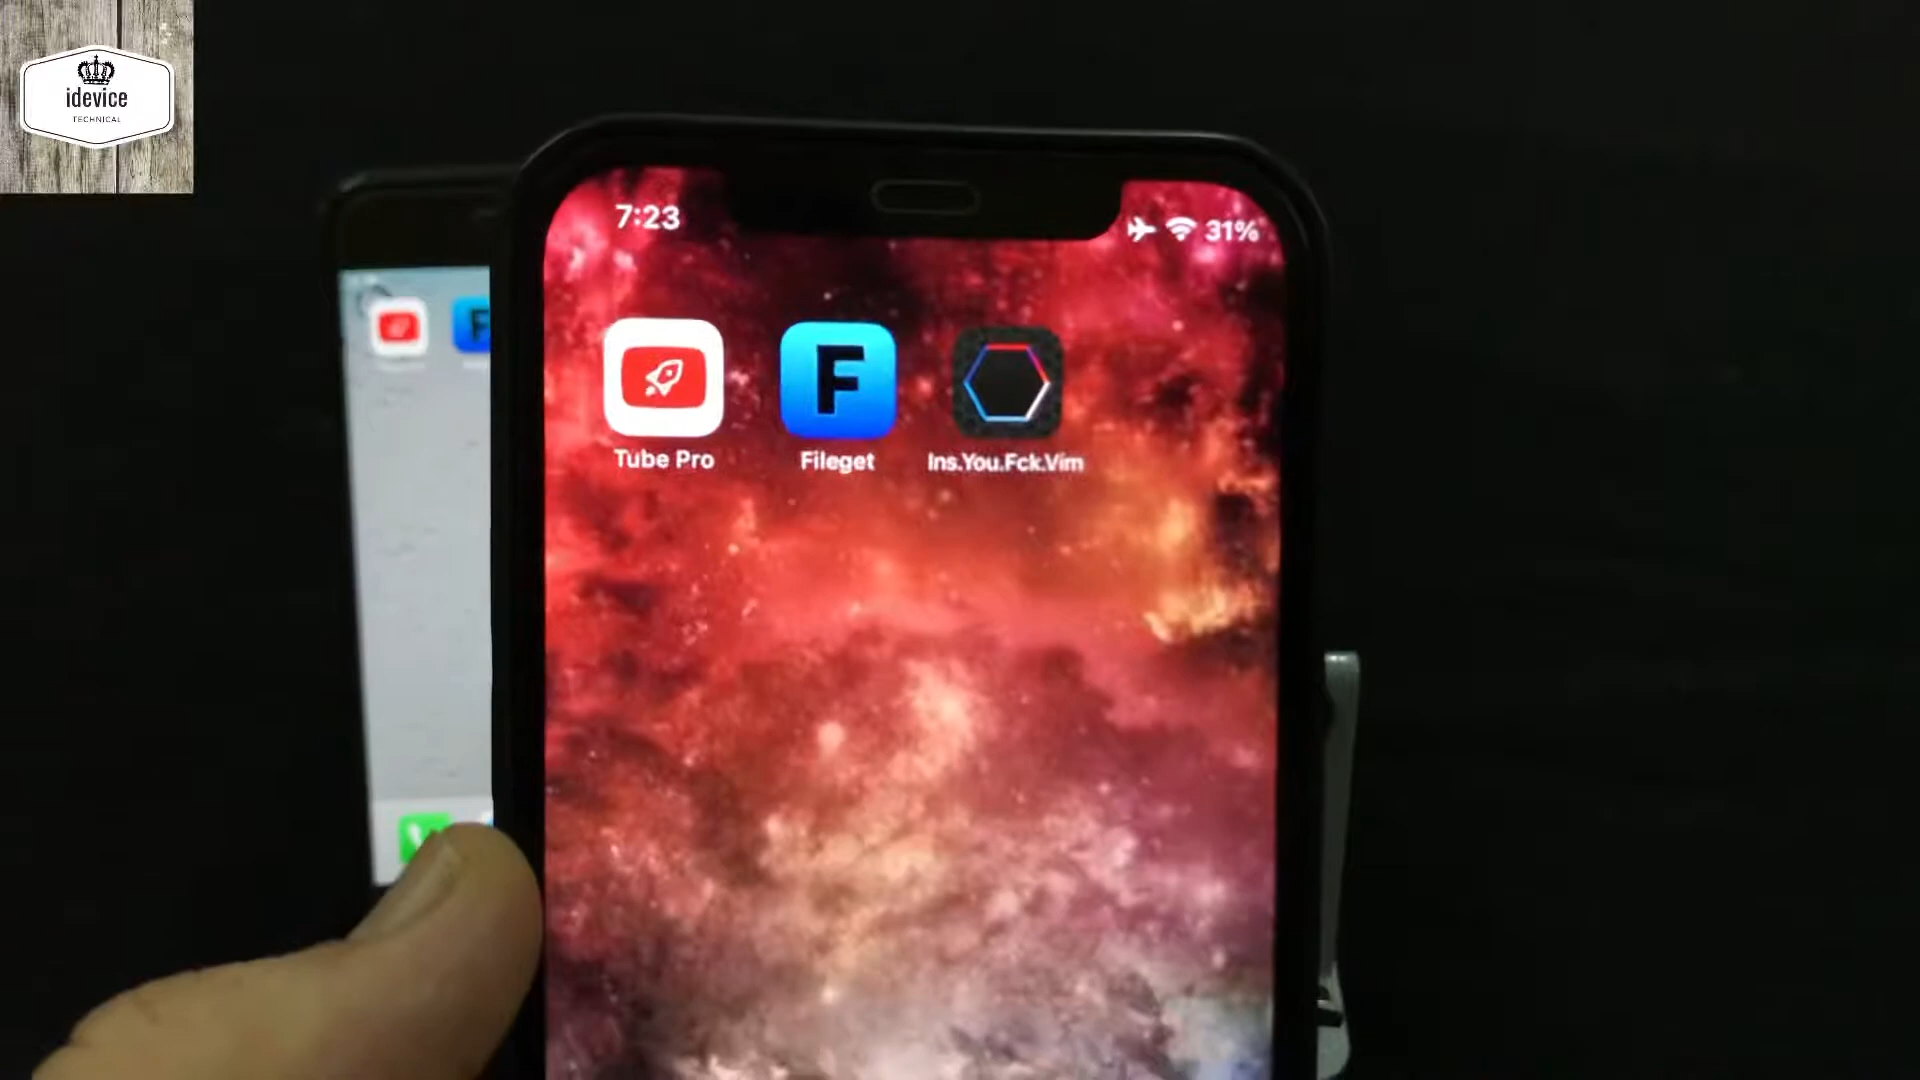 idevice
TECHNICAL
7:23
31%
F
Tube Pro
Fileget
Ins.You.Fck.Vim
F